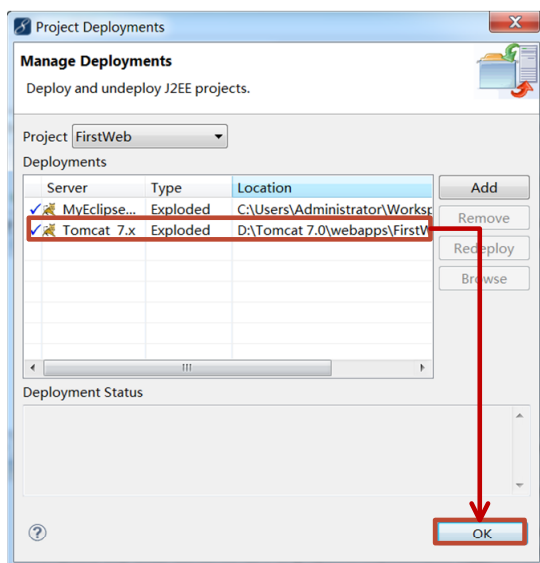 Project Deployments
Manage Deployments
Deploy and undeploy J2EE projects.
Project FirstWeb
Deployments
Server Type Location
MyEclipse... Exploded C:\Users\Administrator\Worksp
Tomcat 7.x Exploded D:\Tomcat 7.0\webapps\FirstW
Add
Remove
Redeploy
Browse
Deployment Status
OK